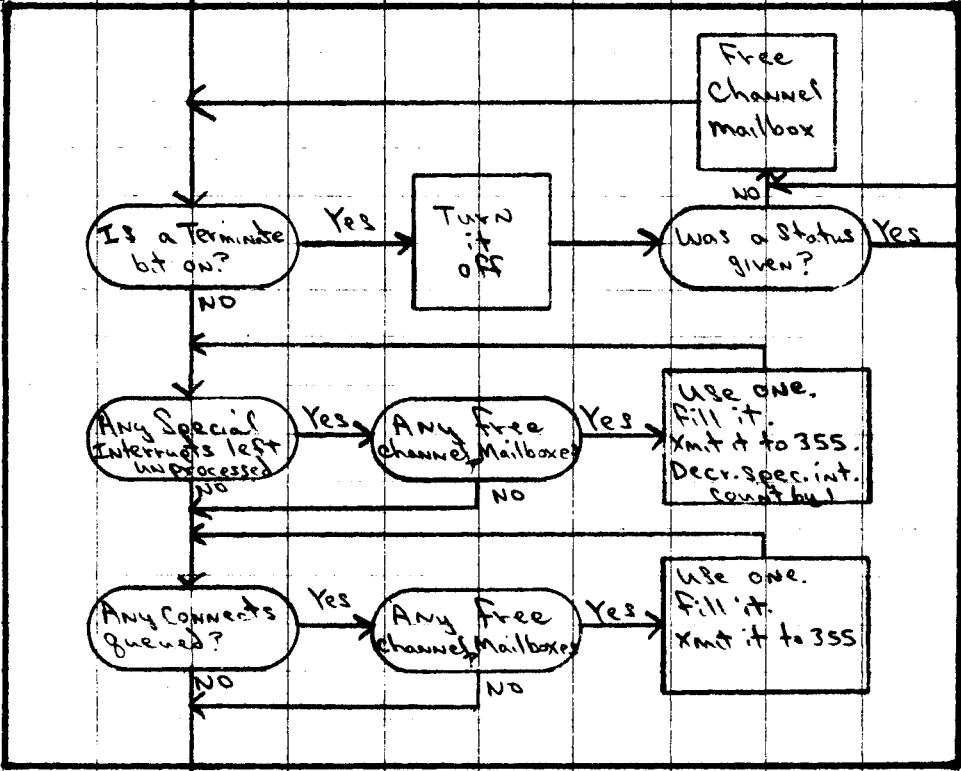 Free
Channel
Mailbox
NO
Is a Terminate
bit on?
Yes
Turn
it
off
Was a Status
given?
Yes
NO
Any Special
Interrupts left
unprocessed
Yes
Any Free
Channel Mailboxes
Yes
Use one.
Fill it.
Xmit it to 355.
Decr. spec. int.
count by 1
NO
NO
Any Connects
queued?
Yes
Any Free
Channel Mailboxes
Yes
Use one.
Fill it.
Xmit it to 355
NO
NO